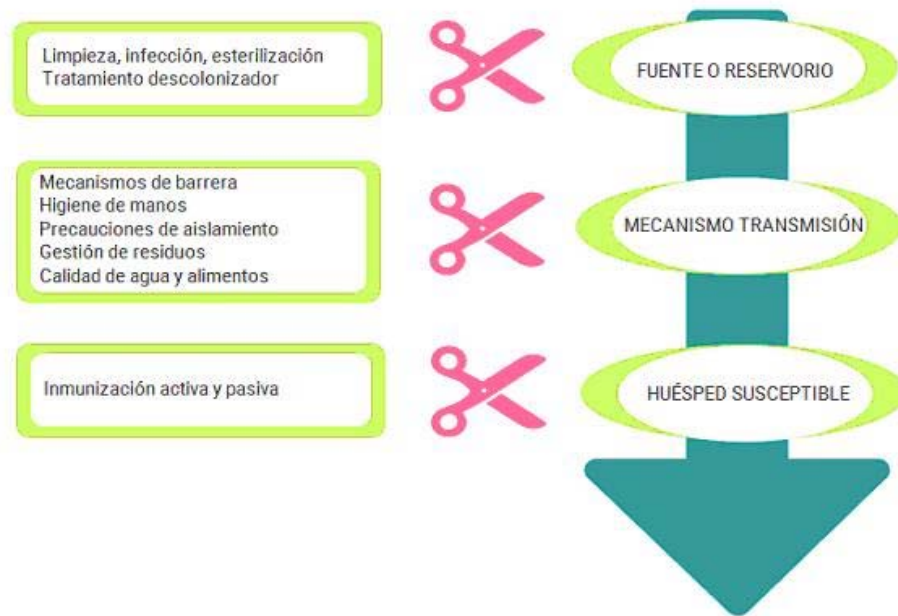 Limpieza, infección, esterilización
Tratamiento descolonizador
FUENTE O RESERVORIO
Mecanismos de barrera
Higiene de manos
Precauciones de aislamiento
Gestión de residuos
Calidad de agua y alimentos
MECANISMO TRANSMISIÓN
Inmunización activa y pasiva
HUÉSPED SUSCEPTIBLE